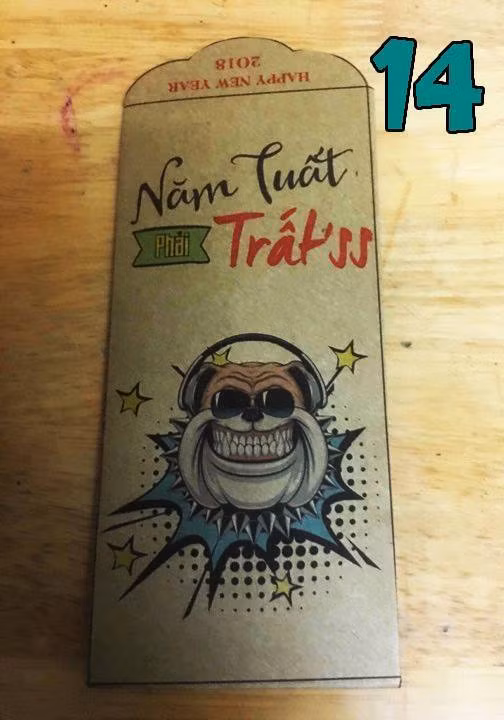 14
HAPPY NEW YEAR
2018
Năm Tuất
Phải Trất'ss